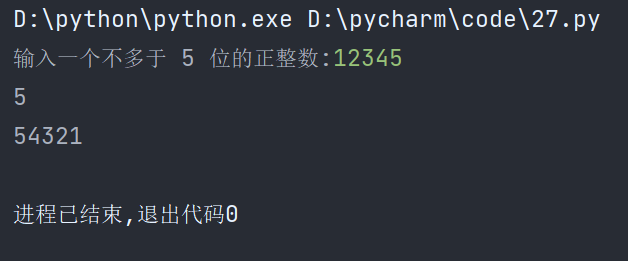 D:\python\python.exe D:\pycharm\code\27.py
输入一个不多于 5 位的正整数:12345
5
54321
进程已结束,退出代码0